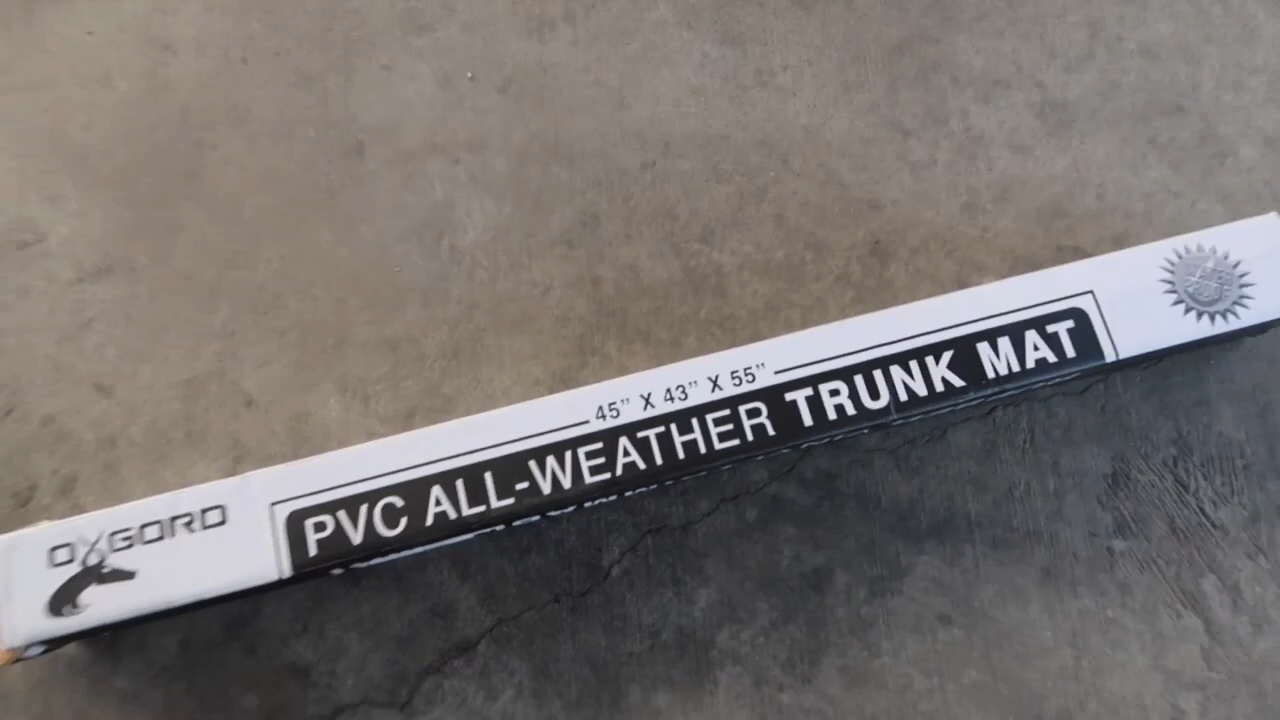 OXGORD
45” X 43” X 55”
PVC ALL-WEATHER TRUNK MAT